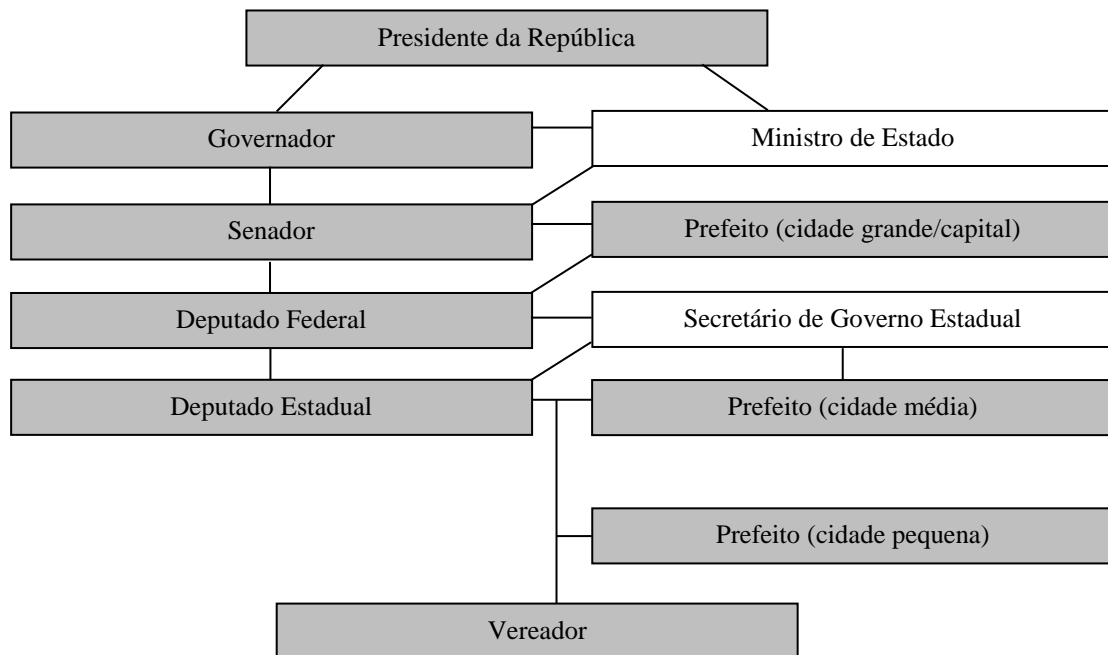 Presidente da República
Governador
Ministro de Estado
Senador
Prefeito (cidade grande/capital)
Deputado Federal
Secretário de Governo Estadual
Deputado Estadual
Prefeito (cidade média)
Prefeito (cidade pequena)
Vereador